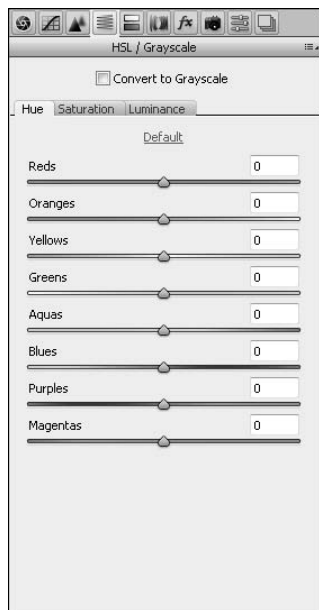 fx
HSL / Grayscale
Convert to Grayscale
Hue Saturation Luminance
Default
Reds 0
Oranges 0
Yellows 0
Greens 0
Aquas 0
Blues 0
Purples 0
Magentas 0